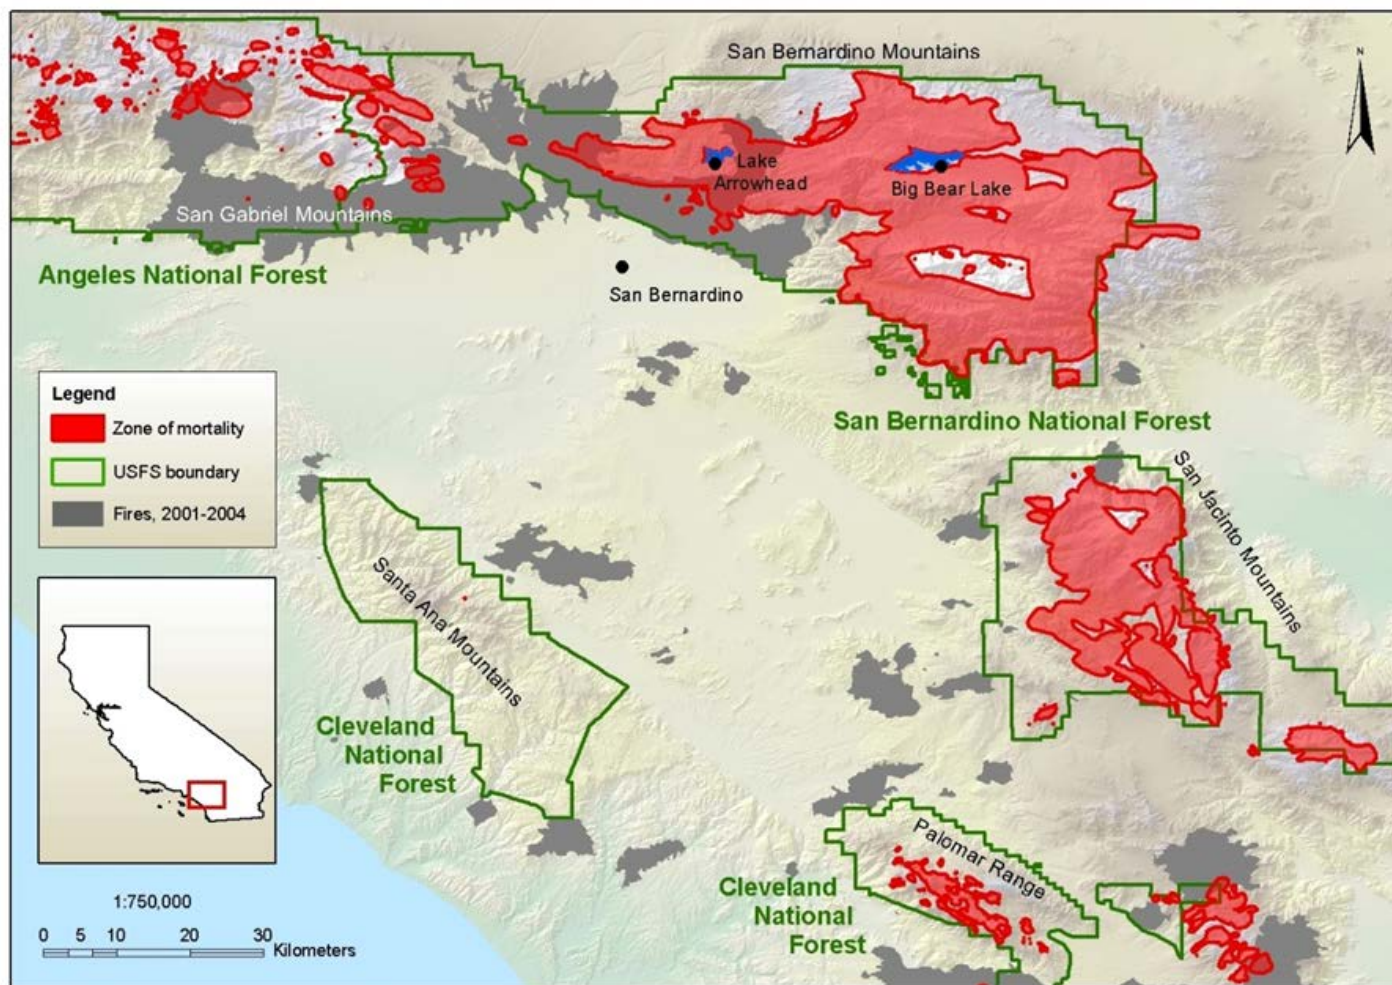 San Bernardino Mountains
N
Lake
Arrowhead
Big Bear Lake
San Gabriel Mountains
Angeles National Forest
San Bernardino
Legend
Zone of mortality
USFS boundary
Fires, 2001-2004
San Bernardino National Forest
San Jacinto Mountains
Santa Ana Mountains
Cleveland
National
Forest
Palomar Range
Cleveland
National
Forest
1:750,000
0 5 10 20 30
Kilometers